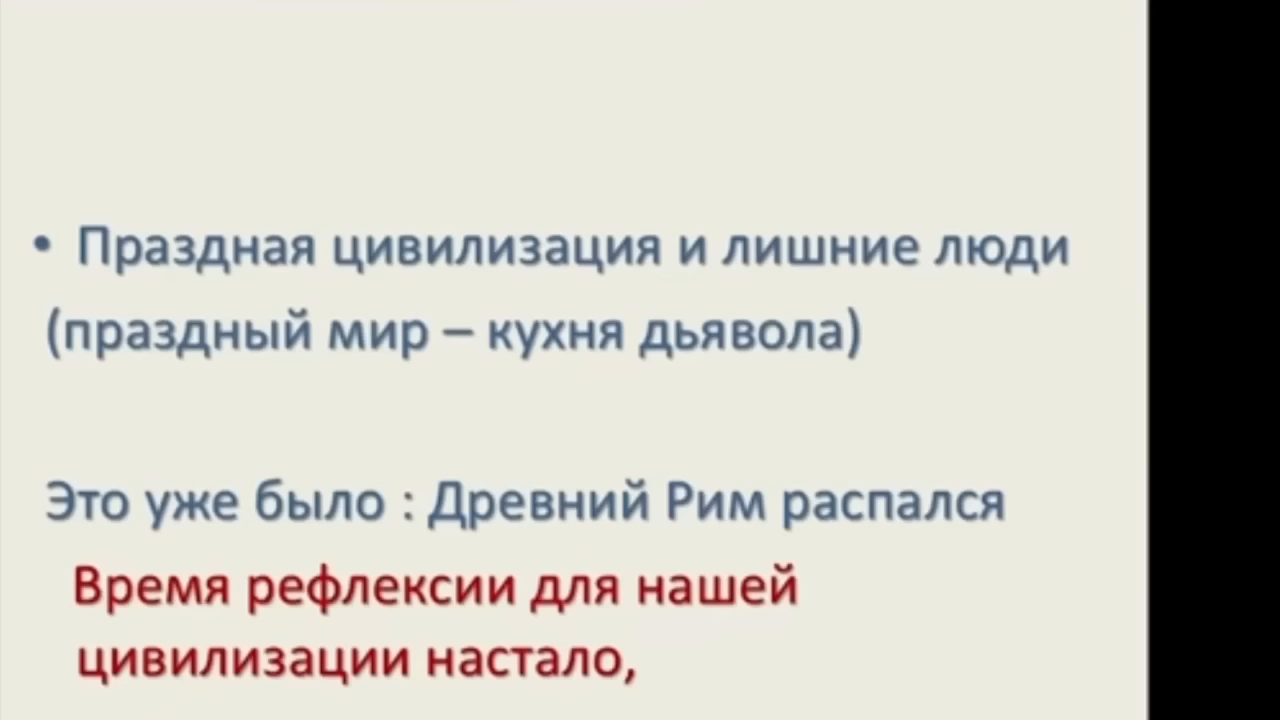 • Праздная цивилизация и лишние люди
(праздный мир – кухня дьявола)
Это уже было : Древний Рим распался
Время рефлексии для нашей
цивилизации настало,